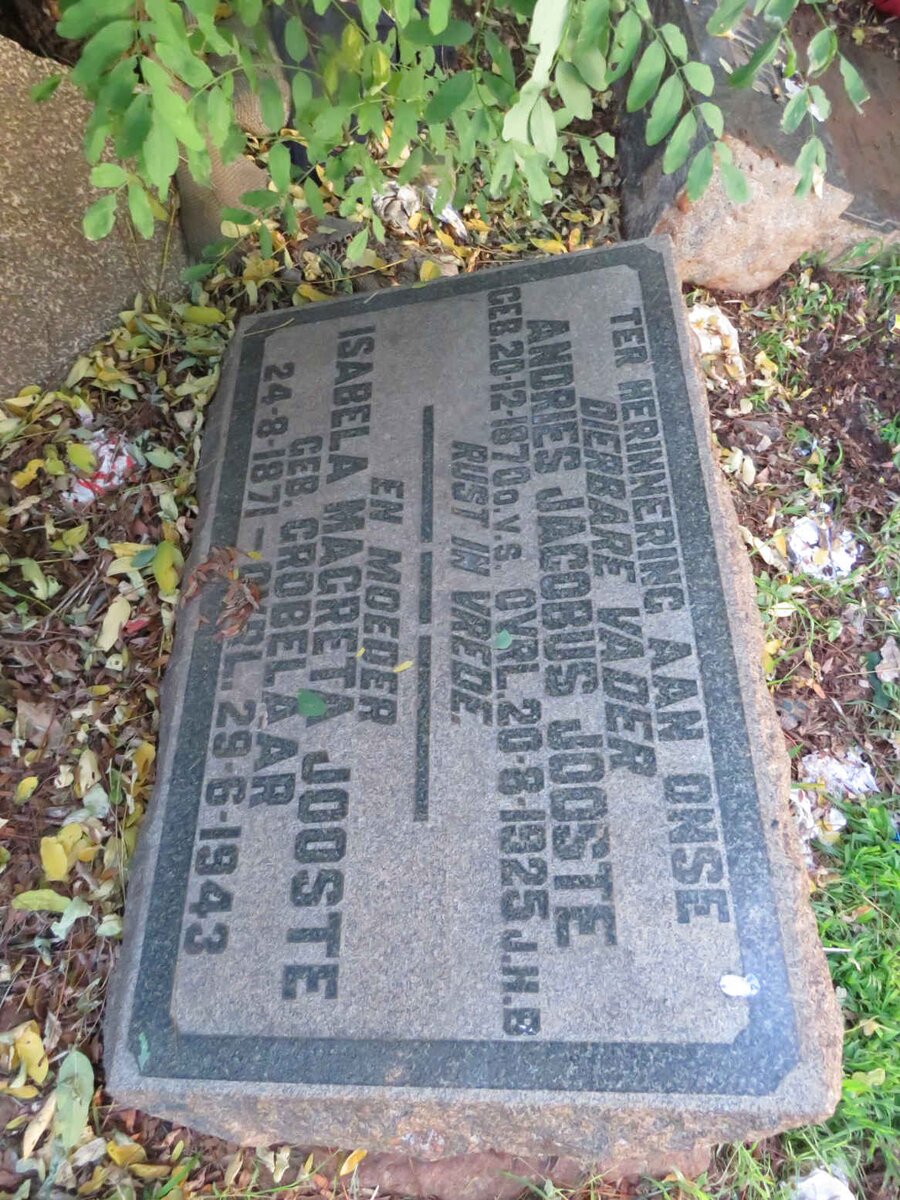 TER HERINNERING AAN ONSE
DIERBARE VADER
ANDRIES JACOBUS JOOSTE
GEB. 20-12-1870 O.V.S. OVRL. 20-8-1925 J.H.B
RUST IN VREDE.
EN MOEDER
ISABELA MAGRETA JOOSTE
GEB. GROBELAAR
24-8-1871 – OORL. 29-6-1943